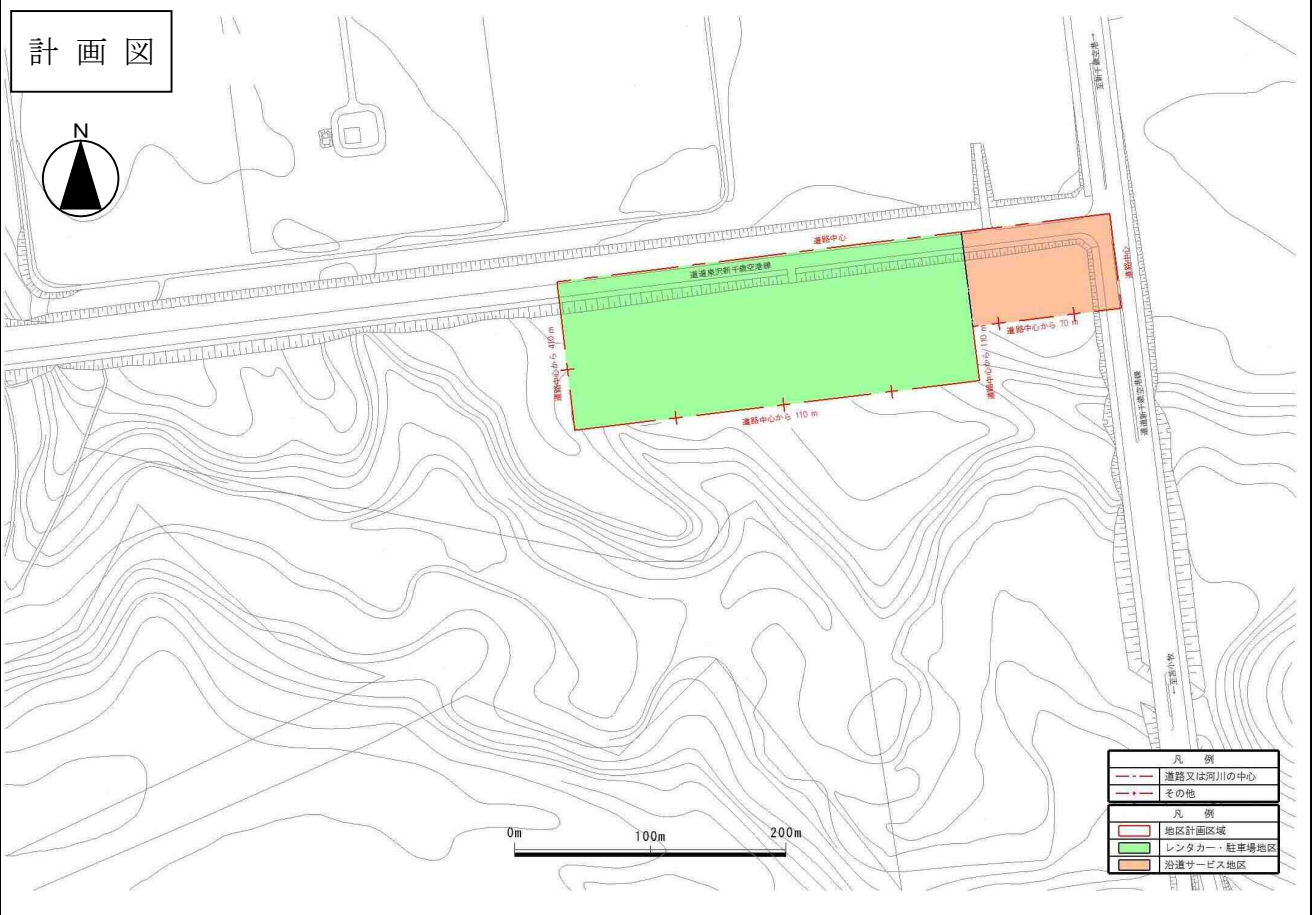 計画図
N
至新千歳空港→
道路中心
道道泉沢新千歳空港線
道路中心
道路中心から 70 m
道路中心から 410 m
道路中心から 110 m
道路中心から 110 m
道道新千歳空港線
←至苫小牧
0m 100m 200m
凡 例
道路又は河川の中心
その他
凡 例
地区計画区域
レンタカー・駐車場地区
沿道サービス地区